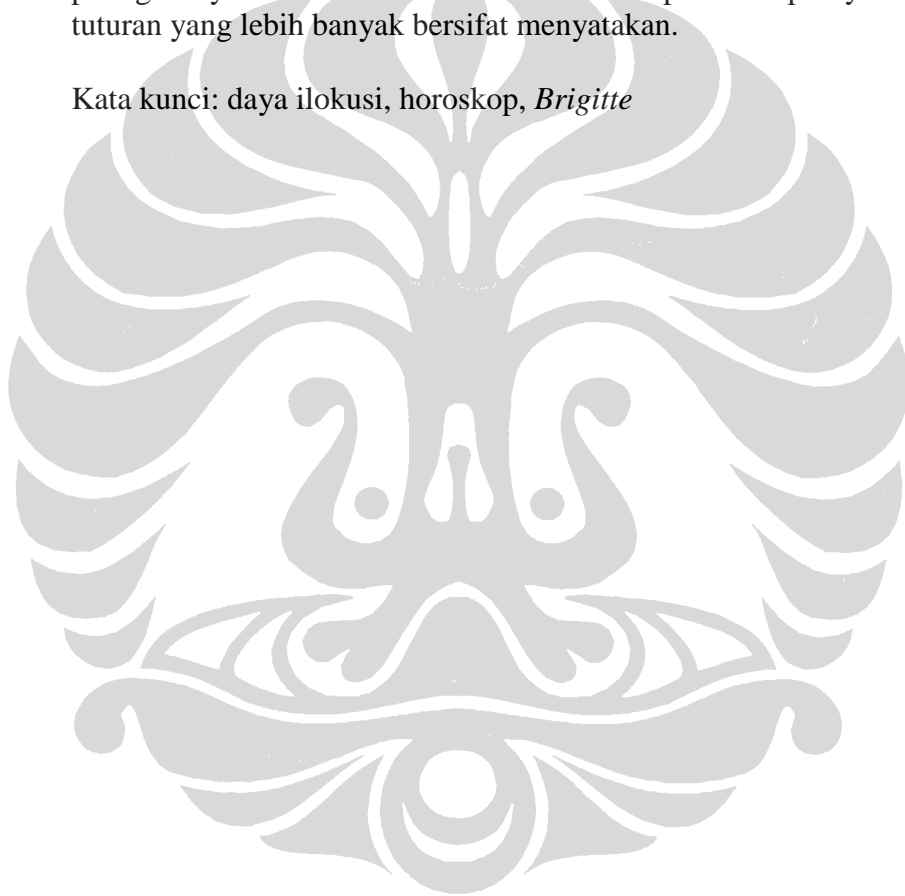 tuturan yang lebih banyak bersifat menyatakan.
Kata kunci: daya ilokusi, horoskop, Brigitte